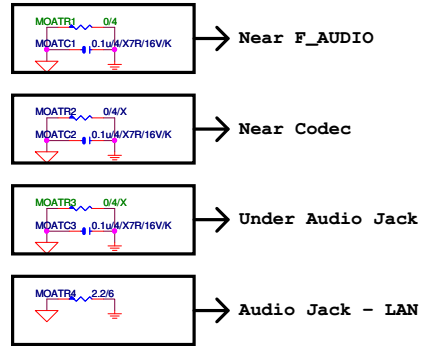 MOATR1 0/4
MOATC1 0.1u/4/X7R/16V/K
Near F_AUDIO
MOATR2 0/4/X
MOATC2 0.1u/4/X7R/16V/K
Near Codec
MOATR3 0/4/X
MOATC3 0.1u/4/X7R/16V/K
Under Audio Jack
MOATR4 2.2/6
Audio Jack - LAN